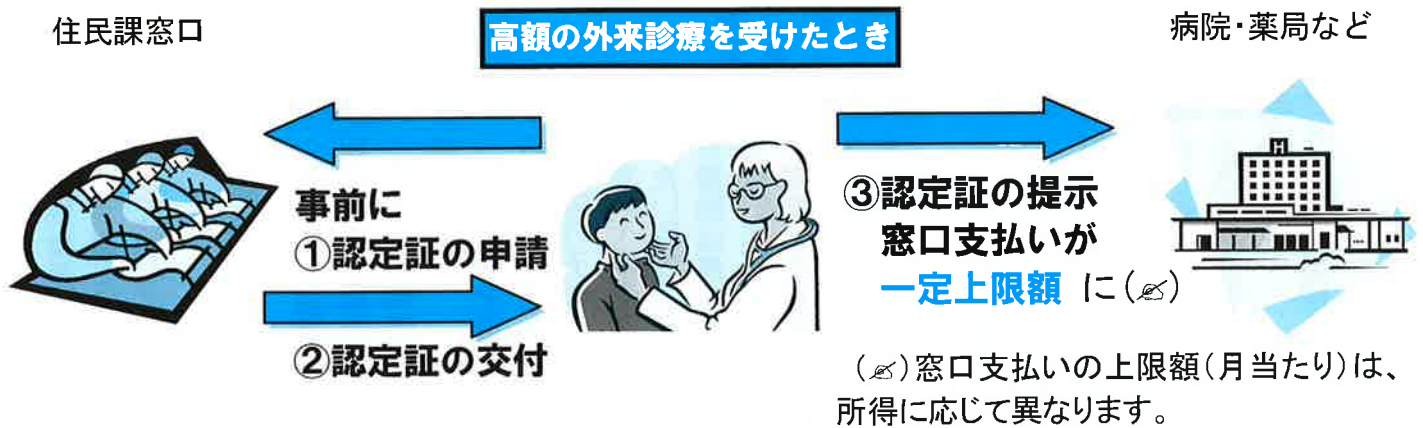 住民課窓口
高額の外来診療を受けたとき
病院・薬局など
事前に
①認定証の申請
②認定証の交付
③認定証の提示
窓口支払いが
一定上限額 に(✍)
(✍)窓口支払いの上限額(月当たり)は、
所得に応じて異なります。
H